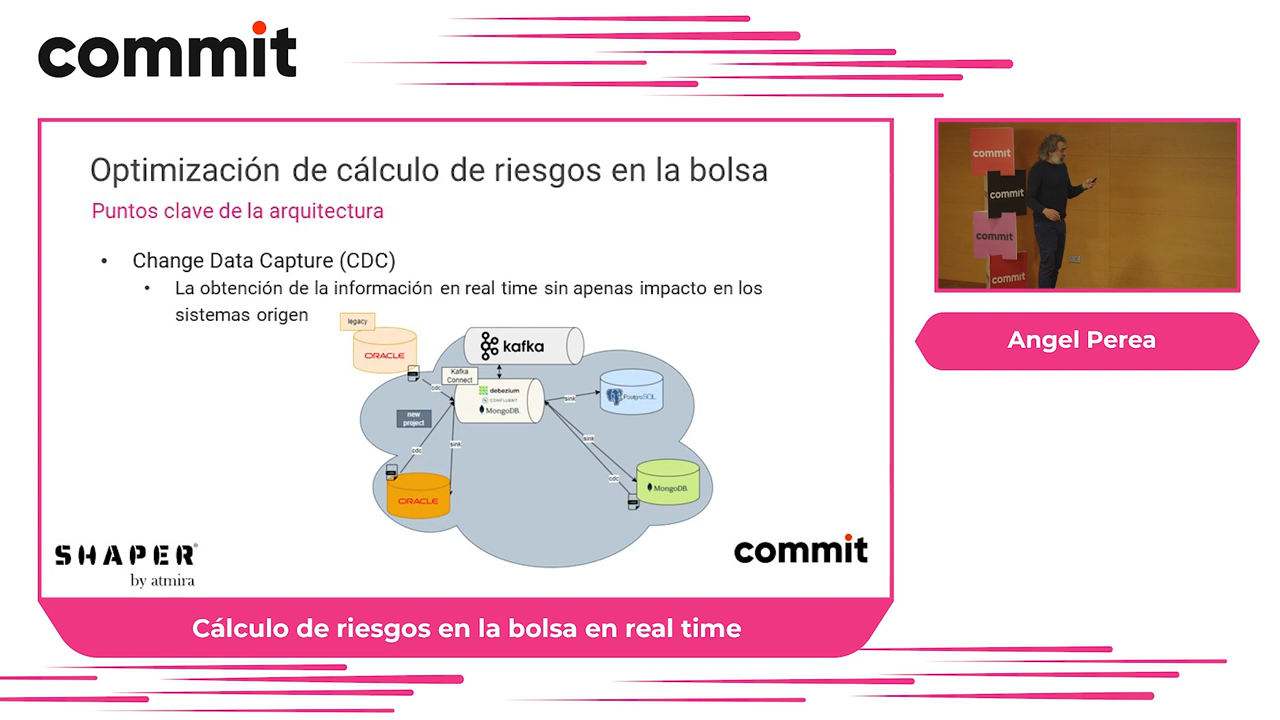 commit
Optimización de cálculo de riesgos en la bolsa
Puntos clave de la arquitectura
• Change Data Capture (CDC)
• La obtención de la información en real time sin apenas impacto en los
sistemas origen
legacy
ORACLE
kafka
Kafka
Connect
cdc
debezium
CONFLUENT
MongoDB.
sink
PostgreSQL
new
project
cdc
sink
sink
cdc
ORACLE
MongoDB.
SHAPER
by atmira
commit
Cálculo de riesgos en la bolsa en real time
commit
commit
commit
commit
Angel Perea